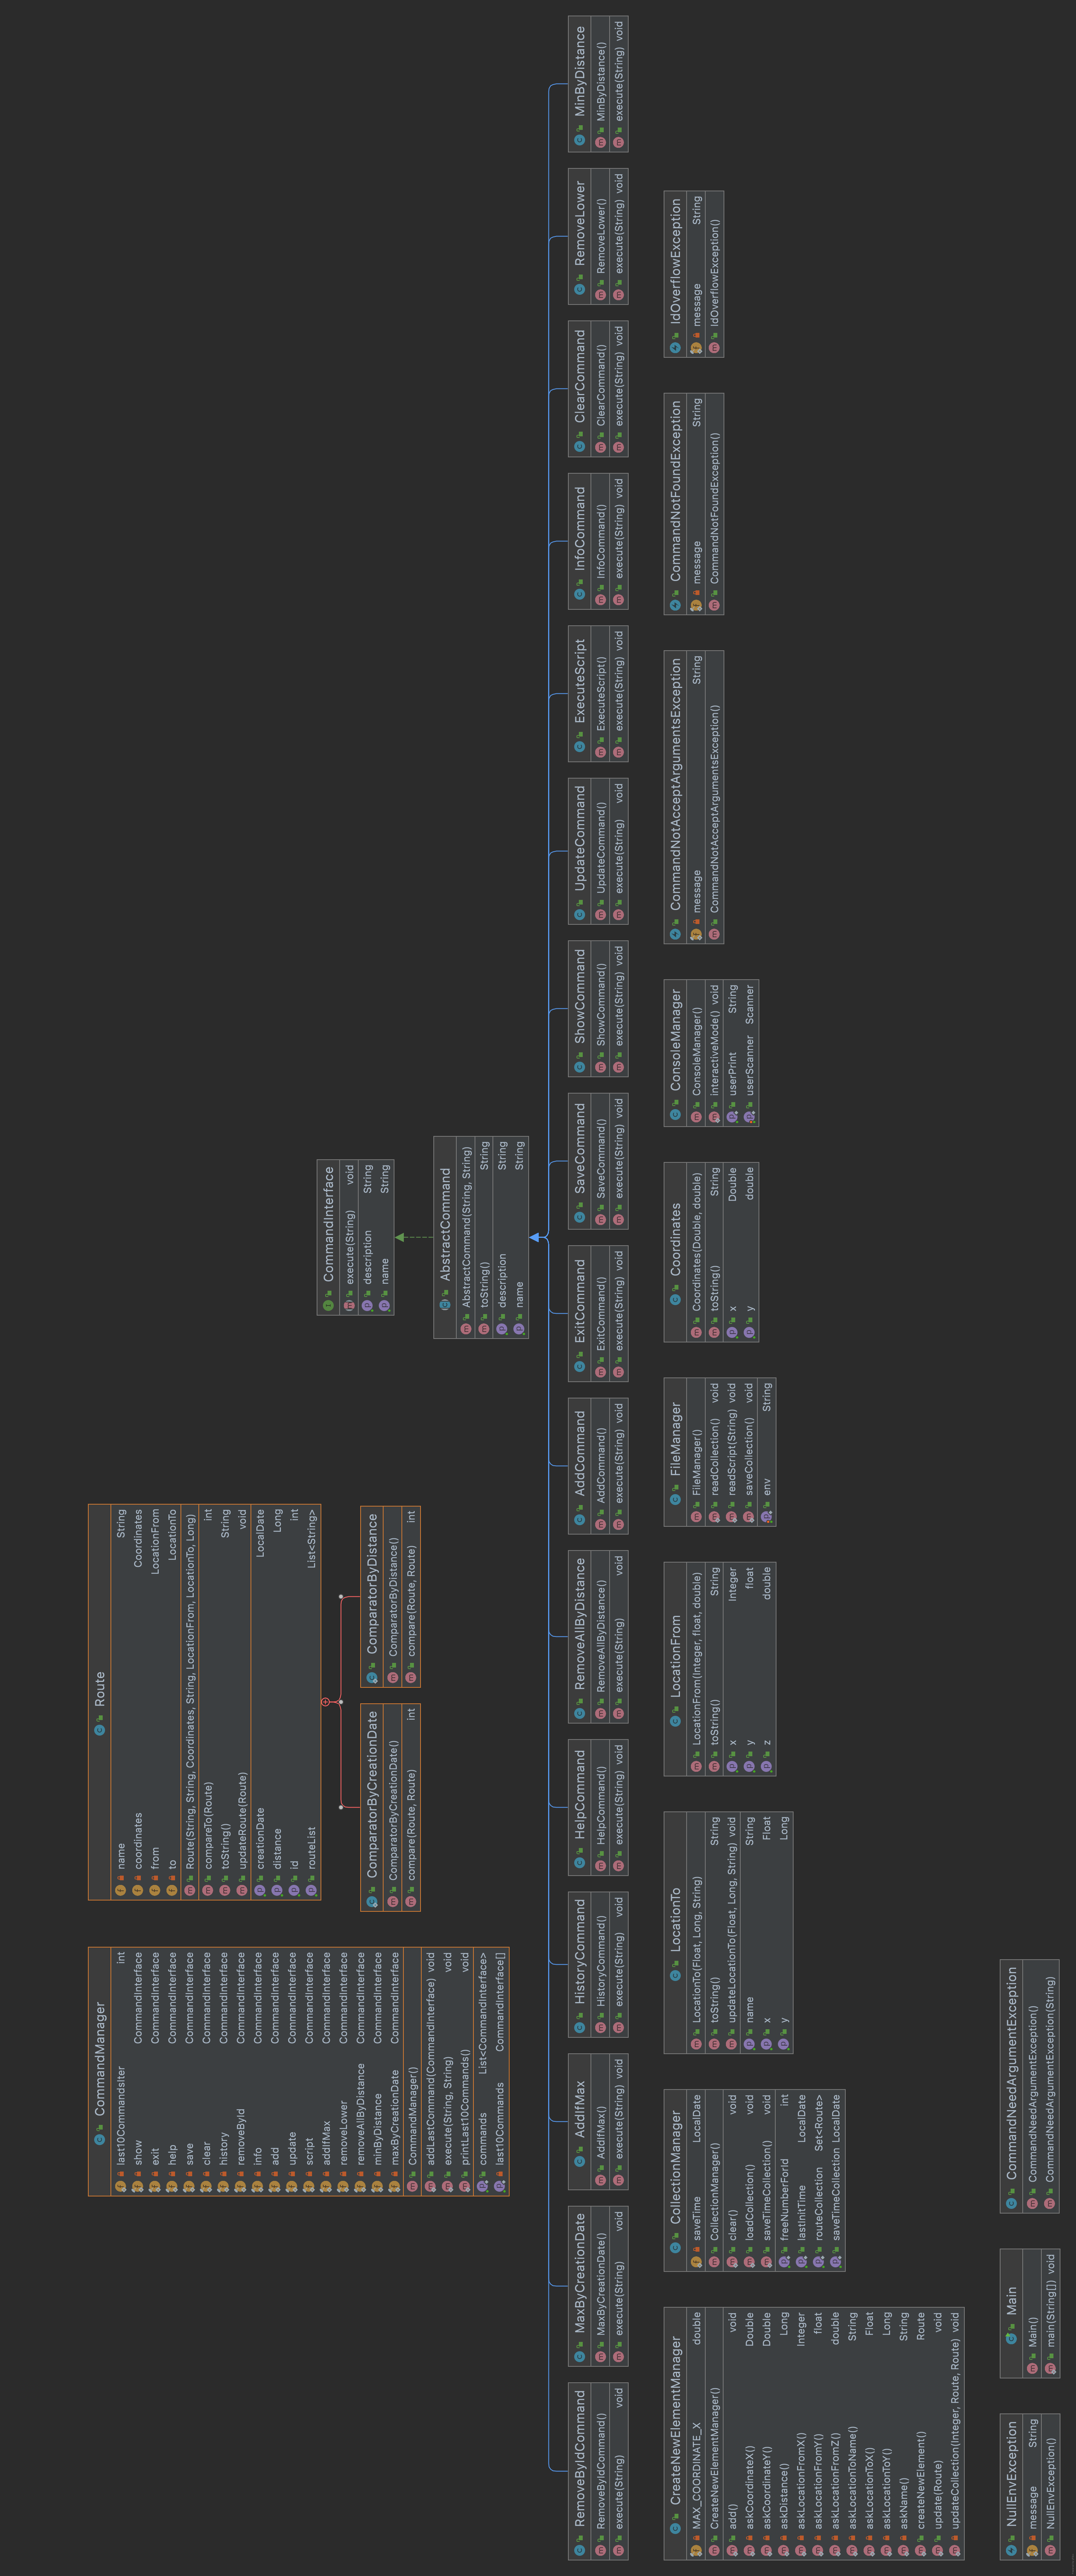 CommandManager
last10CommandsIter int
show CommandInterface
exit CommandInterface
help CommandInterface
save CommandInterface
clear CommandInterface
history CommandInterface
removeById CommandInterface
info CommandInterface
add CommandInterface
update CommandInterface
script CommandInterface
addIfMax CommandInterface
removeLower CommandInterface
removeAllByDistance CommandInterface
minByDistance CommandInterface
maxByCreationDate CommandInterface
CommandManager()
addLastCommand(CommandInterface) void
execute(String, String) void
printLast10Commands() void
commands List<CommandInterface>
last10Commands CommandInterface[]
Route
name String
coordinates Coordinates
from LocationFrom
to LocationTo
Route(String, String, Coordinates, String, LocationFrom, LocationTo, Long)
compareTo(Route) int
toString() String
updateRoute(Route) void
creationDate LocalDate
distance Long
id int
routeList List<String>
ComparatorByCreationDate
ComparatorByCreationDate()
compare(Route, Route) int
ComparatorByDistance
ComparatorByDistance()
compare(Route, Route) int
CommandInterface
execute(String) void
description String
name String
AbstractCommand
AbstractCommand(String, String)
toString() String
description String
name String
RemoveByIdCommand
RemoveByIdCommand()
execute(String) void
MaxByCreationDate
MaxByCreationDate()
execute(String) void
AddIfMax
AddIfMax()
execute(String) void
HistoryCommand
HistoryCommand()
execute(String) void
HelpCommand
HelpCommand()
execute(String) void
RemoveAllByDistance
RemoveAllByDistance()
execute(String) void
AddCommand
AddCommand()
execute(String) void
ExitCommand
ExitCommand()
execute(String) void
SaveCommand
SaveCommand()
execute(String) void
ShowCommand
ShowCommand()
execute(String) void
UpdateCommand
UpdateCommand()
execute(String) void
ExecuteScript
ExecuteScript()
execute(String) void
InfoCommand
InfoCommand()
execute(String) void
ClearCommand
ClearCommand()
execute(String) void
RemoveLower
RemoveLower()
execute(String) void
MinByDistance
MinByDistance()
execute(String) void
CreateNewElementManager
MAX_COORDINATE_X double
CreateNewElementManager()
add() void
askCoordinateX() Double
askCoordinateY() Double
askDistance() Long
askLocationFromX() Integer
askLocationFromY() float
askLocationFromZ() double
askLocationToName() String
askLocationToX() Float
askLocationToY() Long
askName() String
createNewElement() Route
update(Route) void
updateCollection(Integer, Route, Route) void
CollectionManager
saveTime LocalDate
CollectionManager()
clear() void
loadCollection() void
saveTimeCollection() void
freeNumberForId int
lastInitTime LocalDate
routeCollection Set<Route>
saveTimeCollection LocalDate
LocationTo
LocationTo(Float, Long, String)
toString() String
updateLocationTo(Float, Long, String) void
name String
x Float
y Long
LocationFrom
LocationFrom(Integer, float, double)
toString() String
x Integer
y float
z double
FileManager
FileManager()
readCollection() void
readScript(String) void
saveCollection() void
env String
Coordinates
Coordinates(Double, double)
toString() String
x Double
y double
ConsoleManager
ConsoleManager()
interactiveMode() void
userPrint String
userScanner Scanner
CommandNotAcceptArgumentsException
message String
CommandNotAcceptArgumentsException()
CommandNotFoundException
message String
CommandNotFoundException()
IdOverflowException
message String
IdOverflowException()
NullEnvException
message String
NullEnvException()
Main
Main()
main(String[]) void
CommandNeedArgumentException
CommandNeedArgumentException()
CommandNeedArgumentException(String)